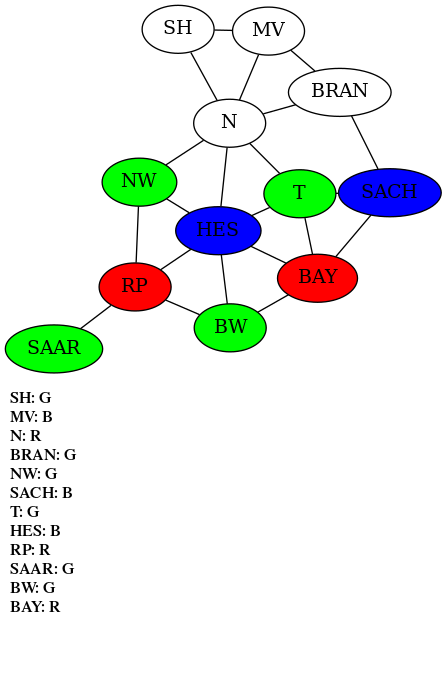 SH
MV
BRAN
N
NW
T
SACH
HES
BAY
RP
BW
SAAR
SH: G
MV: B
N: R
BRAN: G
NW: G
SACH: B
T: G
HES: B
RP: R
SAAR: G
BW: G
BAY: R